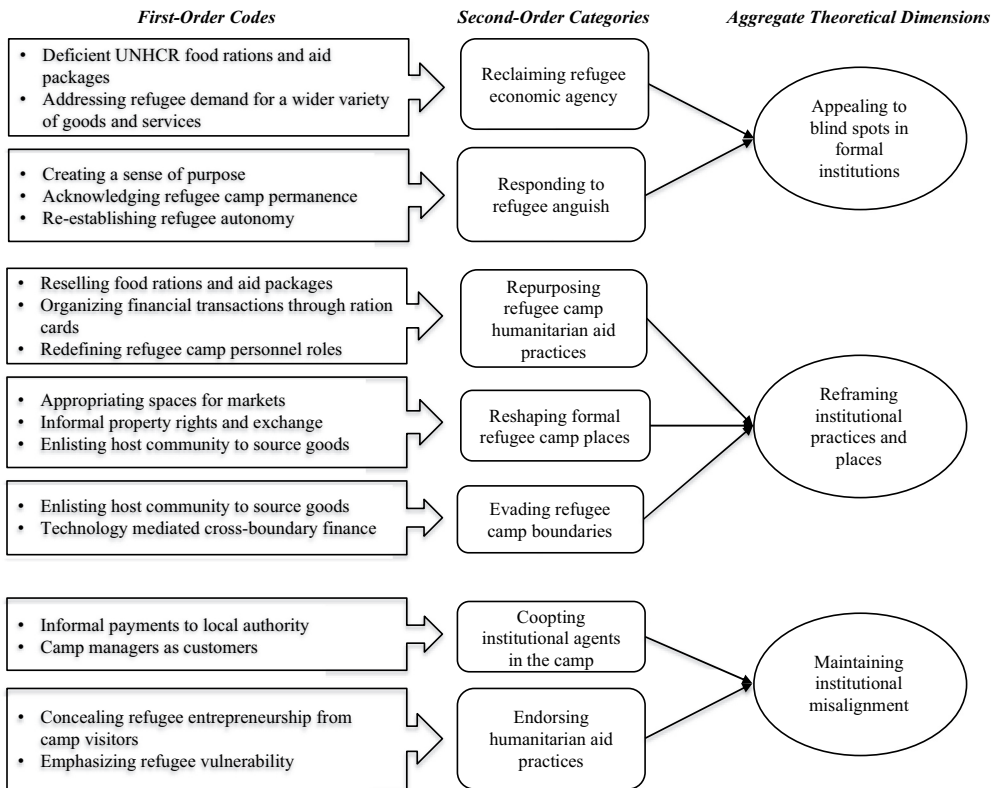 First-Order Codes
Second-Order Categories
Aggregate Theoretical Dimensions
• Deficient UNHCR food rations and aid
packages
• Addressing refugee demand for a wider variety
of goods and services
Reclaiming refugee
economic agency
• Creating a sense of purpose
• Acknowledging refugee camp permanence
• Re-establishing refugee autonomy
Responding to
refugee anguish
Appealing to
blind spots in
formal
institutions
• Reselling food rations and aid packages
• Organizing financial transactions through ration
cards
• Redefining refugee camp personnel roles
Repurposing
refugee camp
humanitarian aid
practices
• Appropriating spaces for markets
• Informal property rights and exchange
• Enlisting host community to source goods
Reshaping formal
refugee camp places
• Enlisting host community to source goods
• Technology mediated cross-boundary finance
Evading refugee
camp boundaries
Reframing
institutional
practices and
places
• Informal payments to local authority
• Camp managers as customers
Coopting
institutional agents
in the camp
• Concealing refugee entrepreneurship from
camp visitors
• Emphasizing refugee vulnerability
Endorsing
humanitarian aid
practices
Maintaining
institutional
misalignment